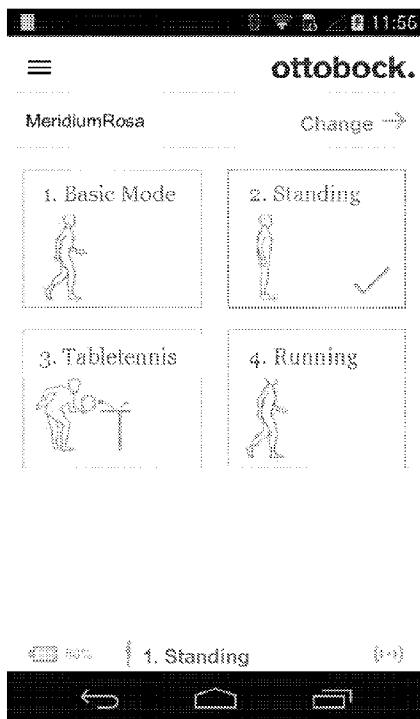 11:56
ottobock.
MeridiumRosa
Change
1. Basic Mode
2. Standing
3. Tabletennis
4. Running
1. Standing